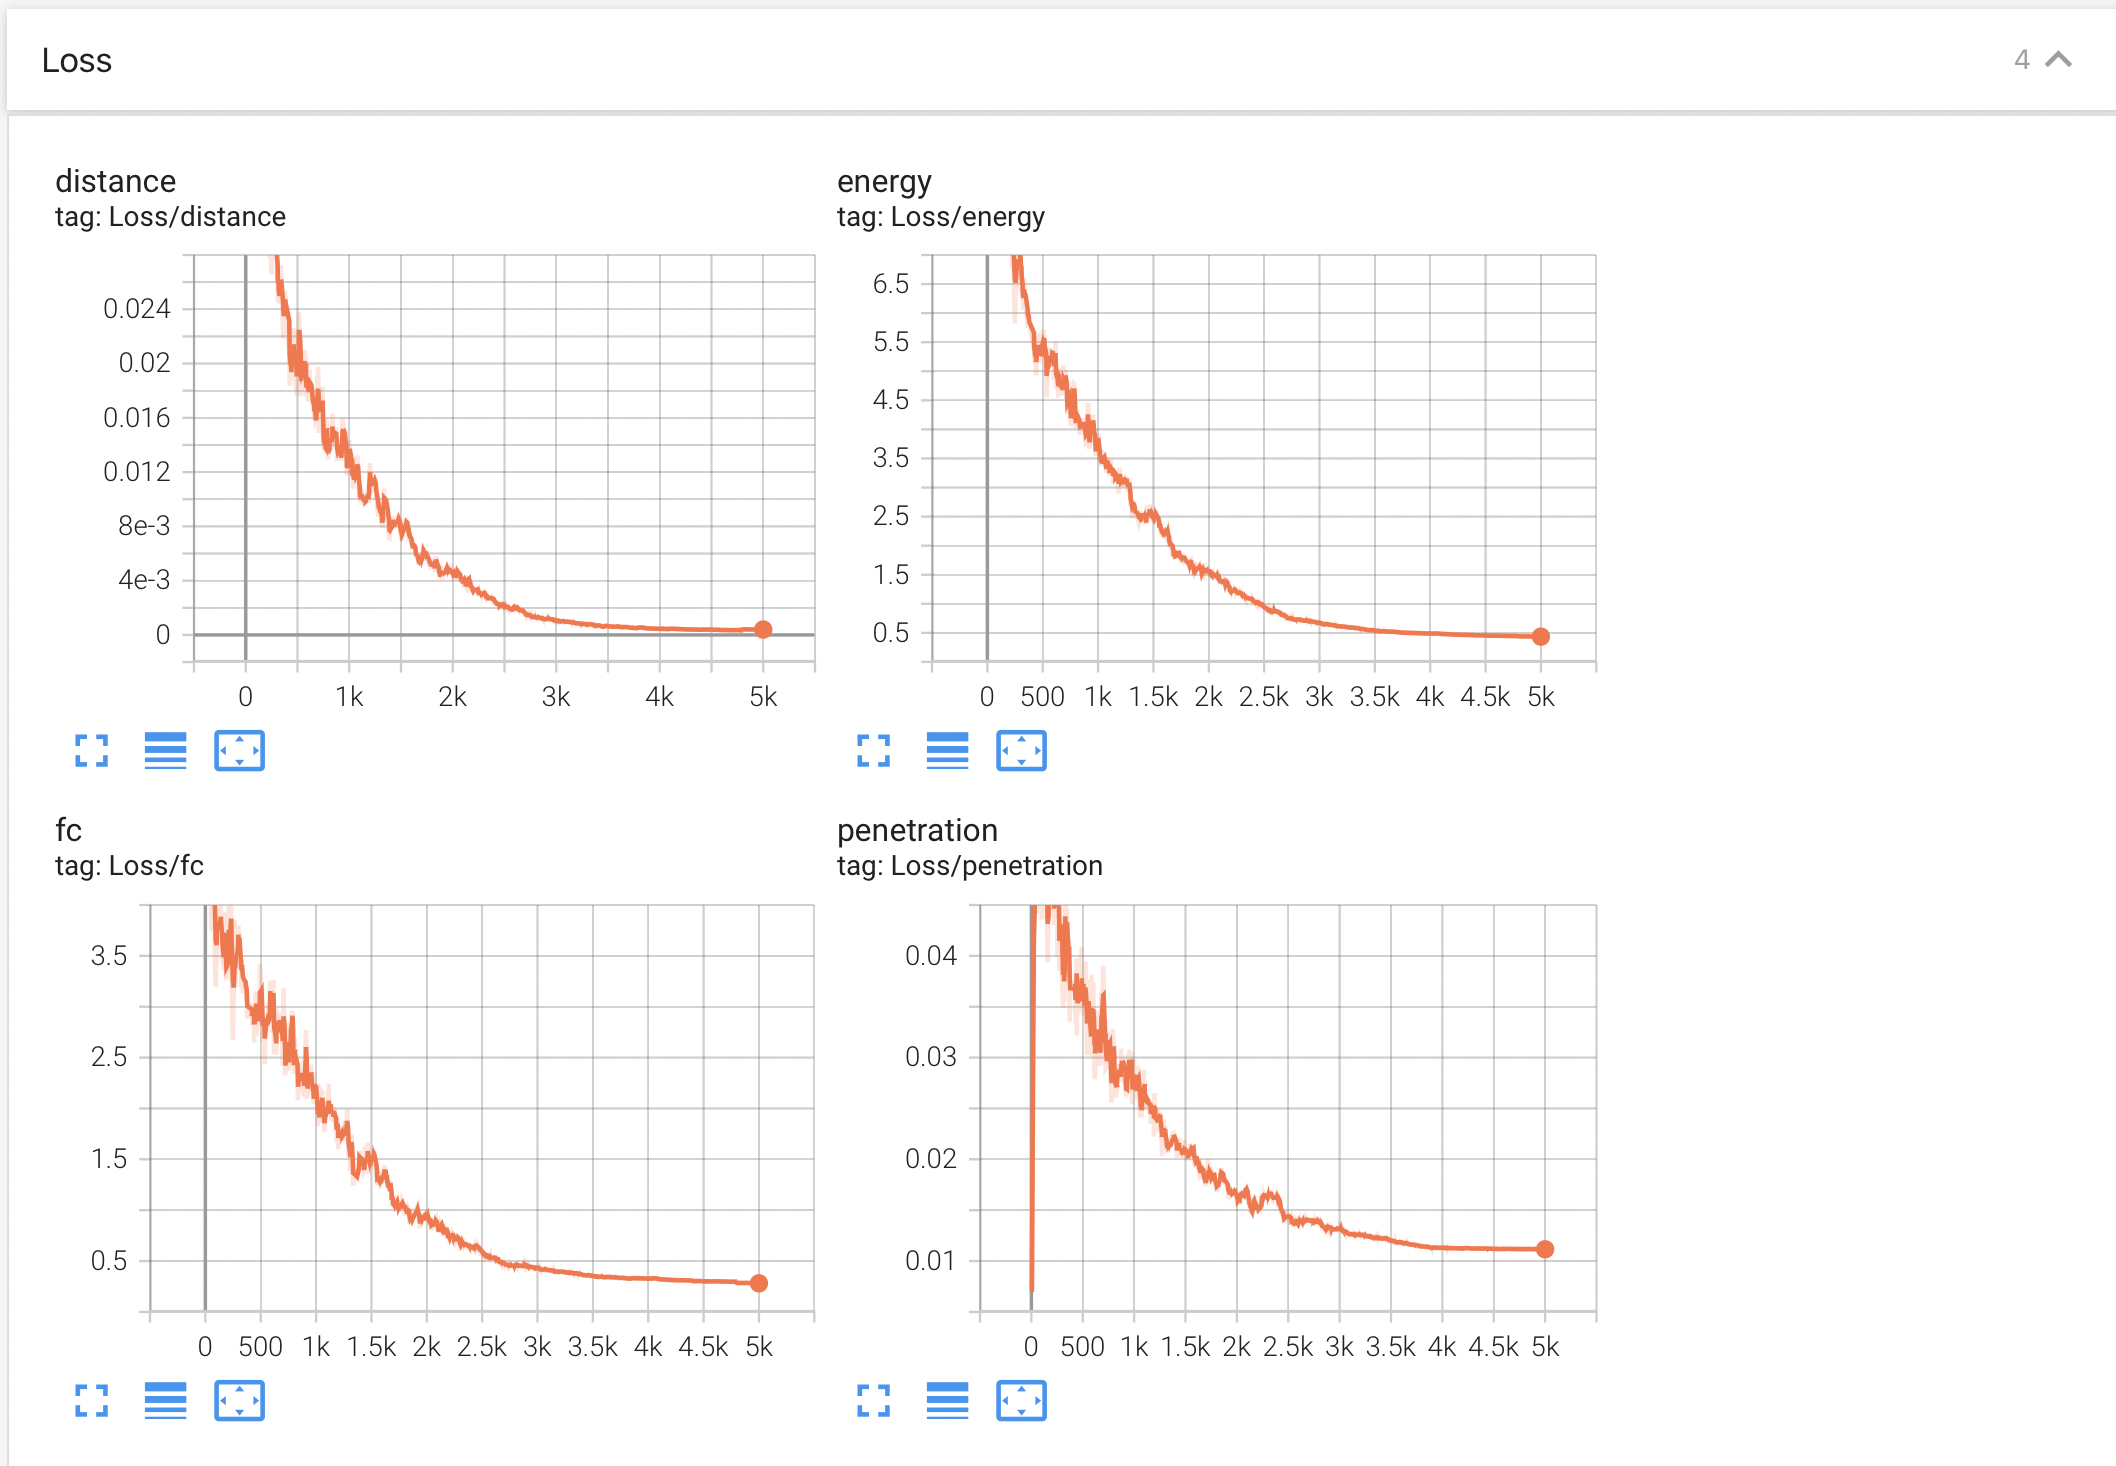 Loss
4
distance
tag: Loss/distance
0.024
0.02
0.016
0.012
8e-3
4e-3
0
0 1k 2k 3k 4k 5k
energy
tag: Loss/energy
6.5
5.5
4.5
3.5
2.5
1.5
0.5
0 500 1k 1.5k 2k 2.5k 3k 3.5k 4k 4.5k 5k
fc
tag: Loss/fc
3.5
2.5
1.5
0.5
0 500 1k 1.5k 2k 2.5k 3k 3.5k 4k 4.5k 5k
penetration
tag: Loss/penetration
0.04
0.03
0.02
0.01
0 500 1k 1.5k 2k 2.5k 3k 3.5k 4k 4.5k 5k